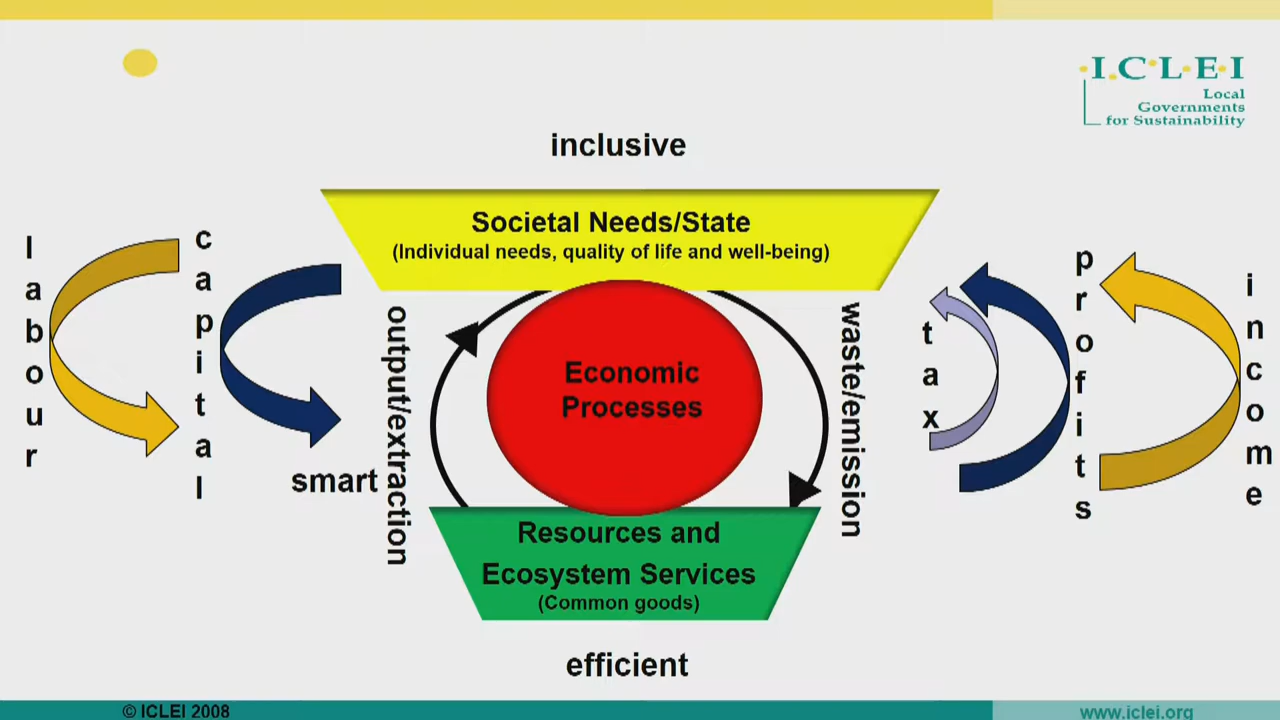 I.C.L.E.I
Local
Governments
for Sustainability
inclusive
Societal Needs/State
(Individual needs, quality of life and well-being)
labour
capital
output/extraction
smart
Economic
Processes
waste/emission
tax
profits
income
Resources and
Ecosystem Services
(Common goods)
efficient
© ICLEI 2008
www.iclei.org